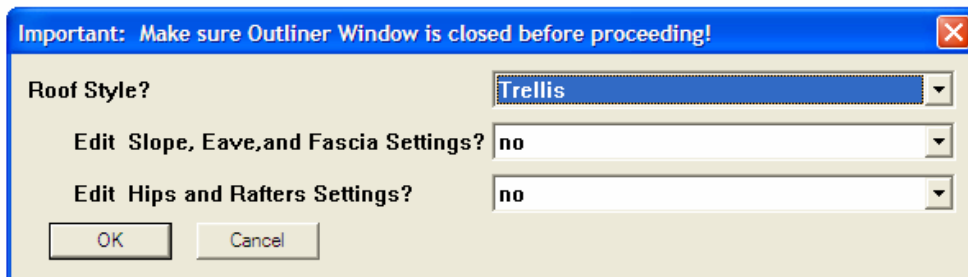 Important: Make sure Outliner Window is closed before proceeding!
Roof Style? Trellis
Edit Slope, Eave,and Fascia Settings? no
Edit Hips and Rafters Settings? no
OK Cancel